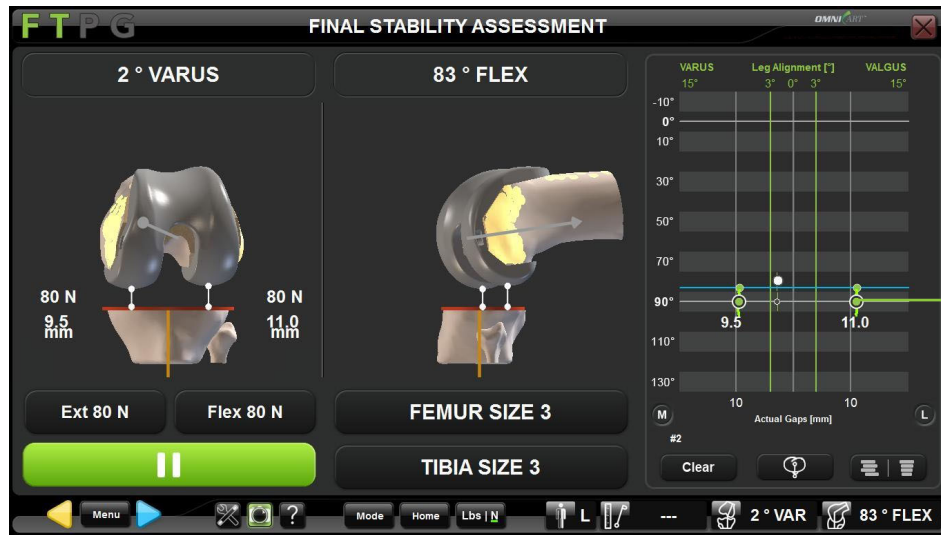 F T P G
FINAL STABILITY ASSESSMENT
2 ° VARUS
83 ° FLEX
80 N
9.5
mm
80 N
11.0
mm
Ext 80 N
Flex 80 N
FEMUR SIZE 3
TIBIA SIZE 3
VARUS Leg Alignment [°] VALGUS
15° 3° 0° 3° 15°
-10°
0°
10°
30°
50°
70°
90°
9.5 11.0
110°
130°
10 10
M Actual Gaps [mm] L
#2
Clear
Menu
?
Mode
Home
Lbs | N
L
---
2 ° VAR
83 ° FLEX